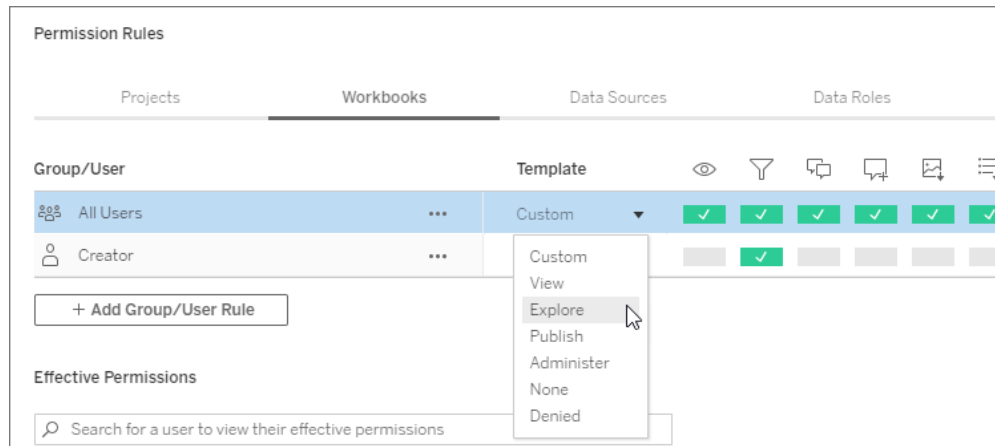 Permission Rules
Projects Workbooks Data Sources Data Roles
Group/User Template
All Users ••• Custom
Creator •••
Custom
View
Explore
Publish
Administer
None
Denied
+ Add Group/User Rule
Effective Permissions
Search for a user to view their effective permissions